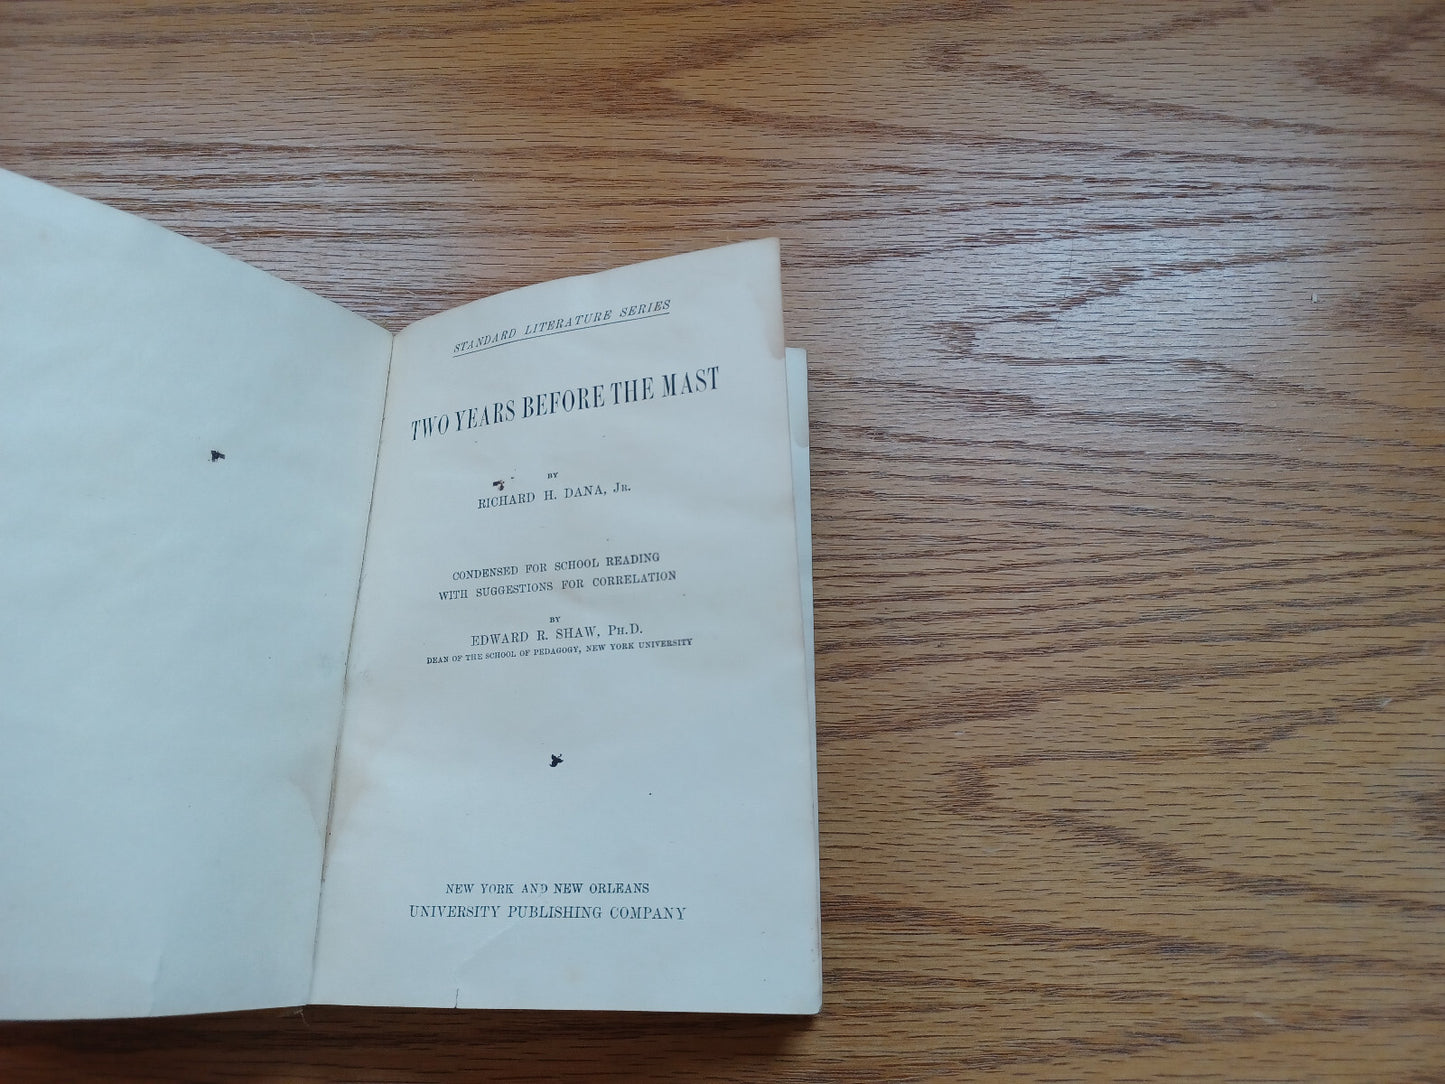 STANDARD LITERATURE SERIES
TWO YEARS BEFORE THE MAST
BY
RICHARD H. DANA, JR.
CONDENSED FOR SCHOOL READING
WITH SUGGESTIONS FOR CORRELATION
BY
EDWARD R. SHAW, PH.D.
DEAN OF THE SCHOOL OF PEDAGOGY, NEW YORK UNIVERSITY
NEW YORK AND NEW ORLEANS
UNIVERSITY PUBLISHING COMPANY